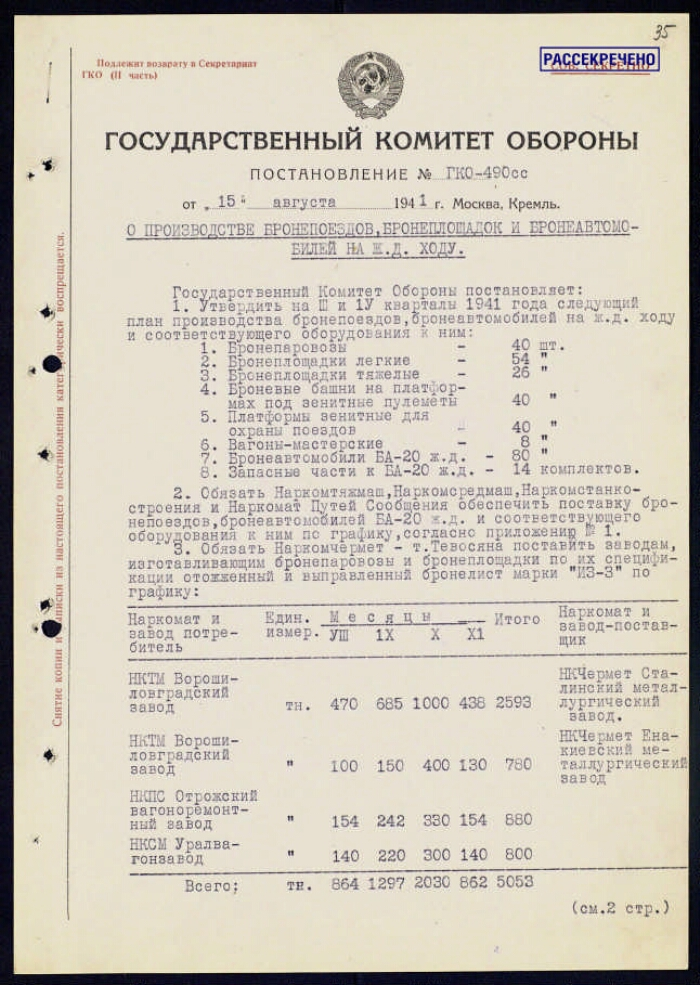 35
Подлежит возврату в Секретариат
ГКО (II часть)
РАССЕКРЕЧЕНО
СОВ. СЕКРЕТНО
ГОСУДАРСТВЕННЫЙ КОМИТЕТ ОБОРОНЫ
ПОСТАНОВЛЕНИЕ № ГКО-490сс
от „15" августа 1941 г. Москва, Кремль.
О ПРОИЗВОДСТВЕ БРОНЕПОЕЗДОВ,БРОНЕПЛОЩАДОК И БРОНЕАВТОМО-
БИЛЕЙ НА Ж.Д. ХОДУ.
Государственный Комитет Обороны постановляет:
1. Утвердить на Ш и 1У кварталы 1941 года следующий
план производства бронепоездов,бронеавтомобилей на ж.д. ходу
и соответствующего оборудования к ним:
1. Бронепаровозы - 40 шт.
2. Бронеплощадки легкие - 54 "
3. Бронеплощадки тяжелые - 26 "
4. Броневые башни на платфор-
мах под зенитные пулеметы 40 "
5. Платформы зенитные для
охраны поездов - 40 "
6. Вагоны-мастерские - 8 "
7. Бронеавтомобили БА-20 ж.д. - 80 "
8. Запасные части к БА-20 ж.д. - 14 комплектов.
2. Обязать Наркомтяжмаш,Наркомсредмаш,Наркомстанко-
строения и Наркомат Путей Сообщения обеспечить поставку бро-
непоездов,бронеавтомобилей БА-20 ж.д. и соответствующего
оборудования к ним по графику,согласно приложению № 1.
3. Обязать Наркомчермет - т.Тевосяна поставить заводам,
изготавливающим бронепаровозы и бронеплощадки по их специфи-
кации отожженный и выправленный бронелист марки "ИЗ-3" по
графику:
Наркомат и Един. Месяцы Итого Наркомат и
завод потре- измер. УШ 1Х Х Х1 завод-постав-
битель щик
НКТМ Вороши- НКЧермет Ста-
ловградский линский метал-
завод тн. 470 685 1000 438 2593 лургический
завод.
НКТМ Вороши- НКЧермет Ена-
ловградский киевский ме-
завод " 100 150 400 130 780 таллургический
завод
НКПС Отрожский
вагоноремонт-
ный завод " 154 242 330 154 880
НКСМ Уралва-
гонзавод " 140 220 300 140 800
Всего: тн. 864 1297 2030 862 5053
(см.2 стр.)
Снятие копий и выписки из настоящего постановления категорически воспрещается.